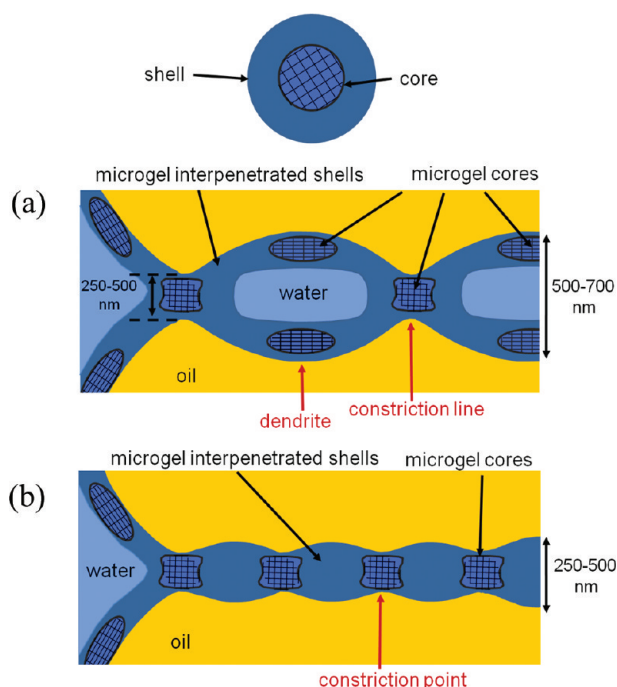 shell
core
microgel interpenetrated shells
microgel cores
(a)
250-500
nm
water
500-700
nm
oil
dendrite
constriction line
microgel interpenetrated shells
microgel cores
(b)
water
250-500
nm
oil
constriction point